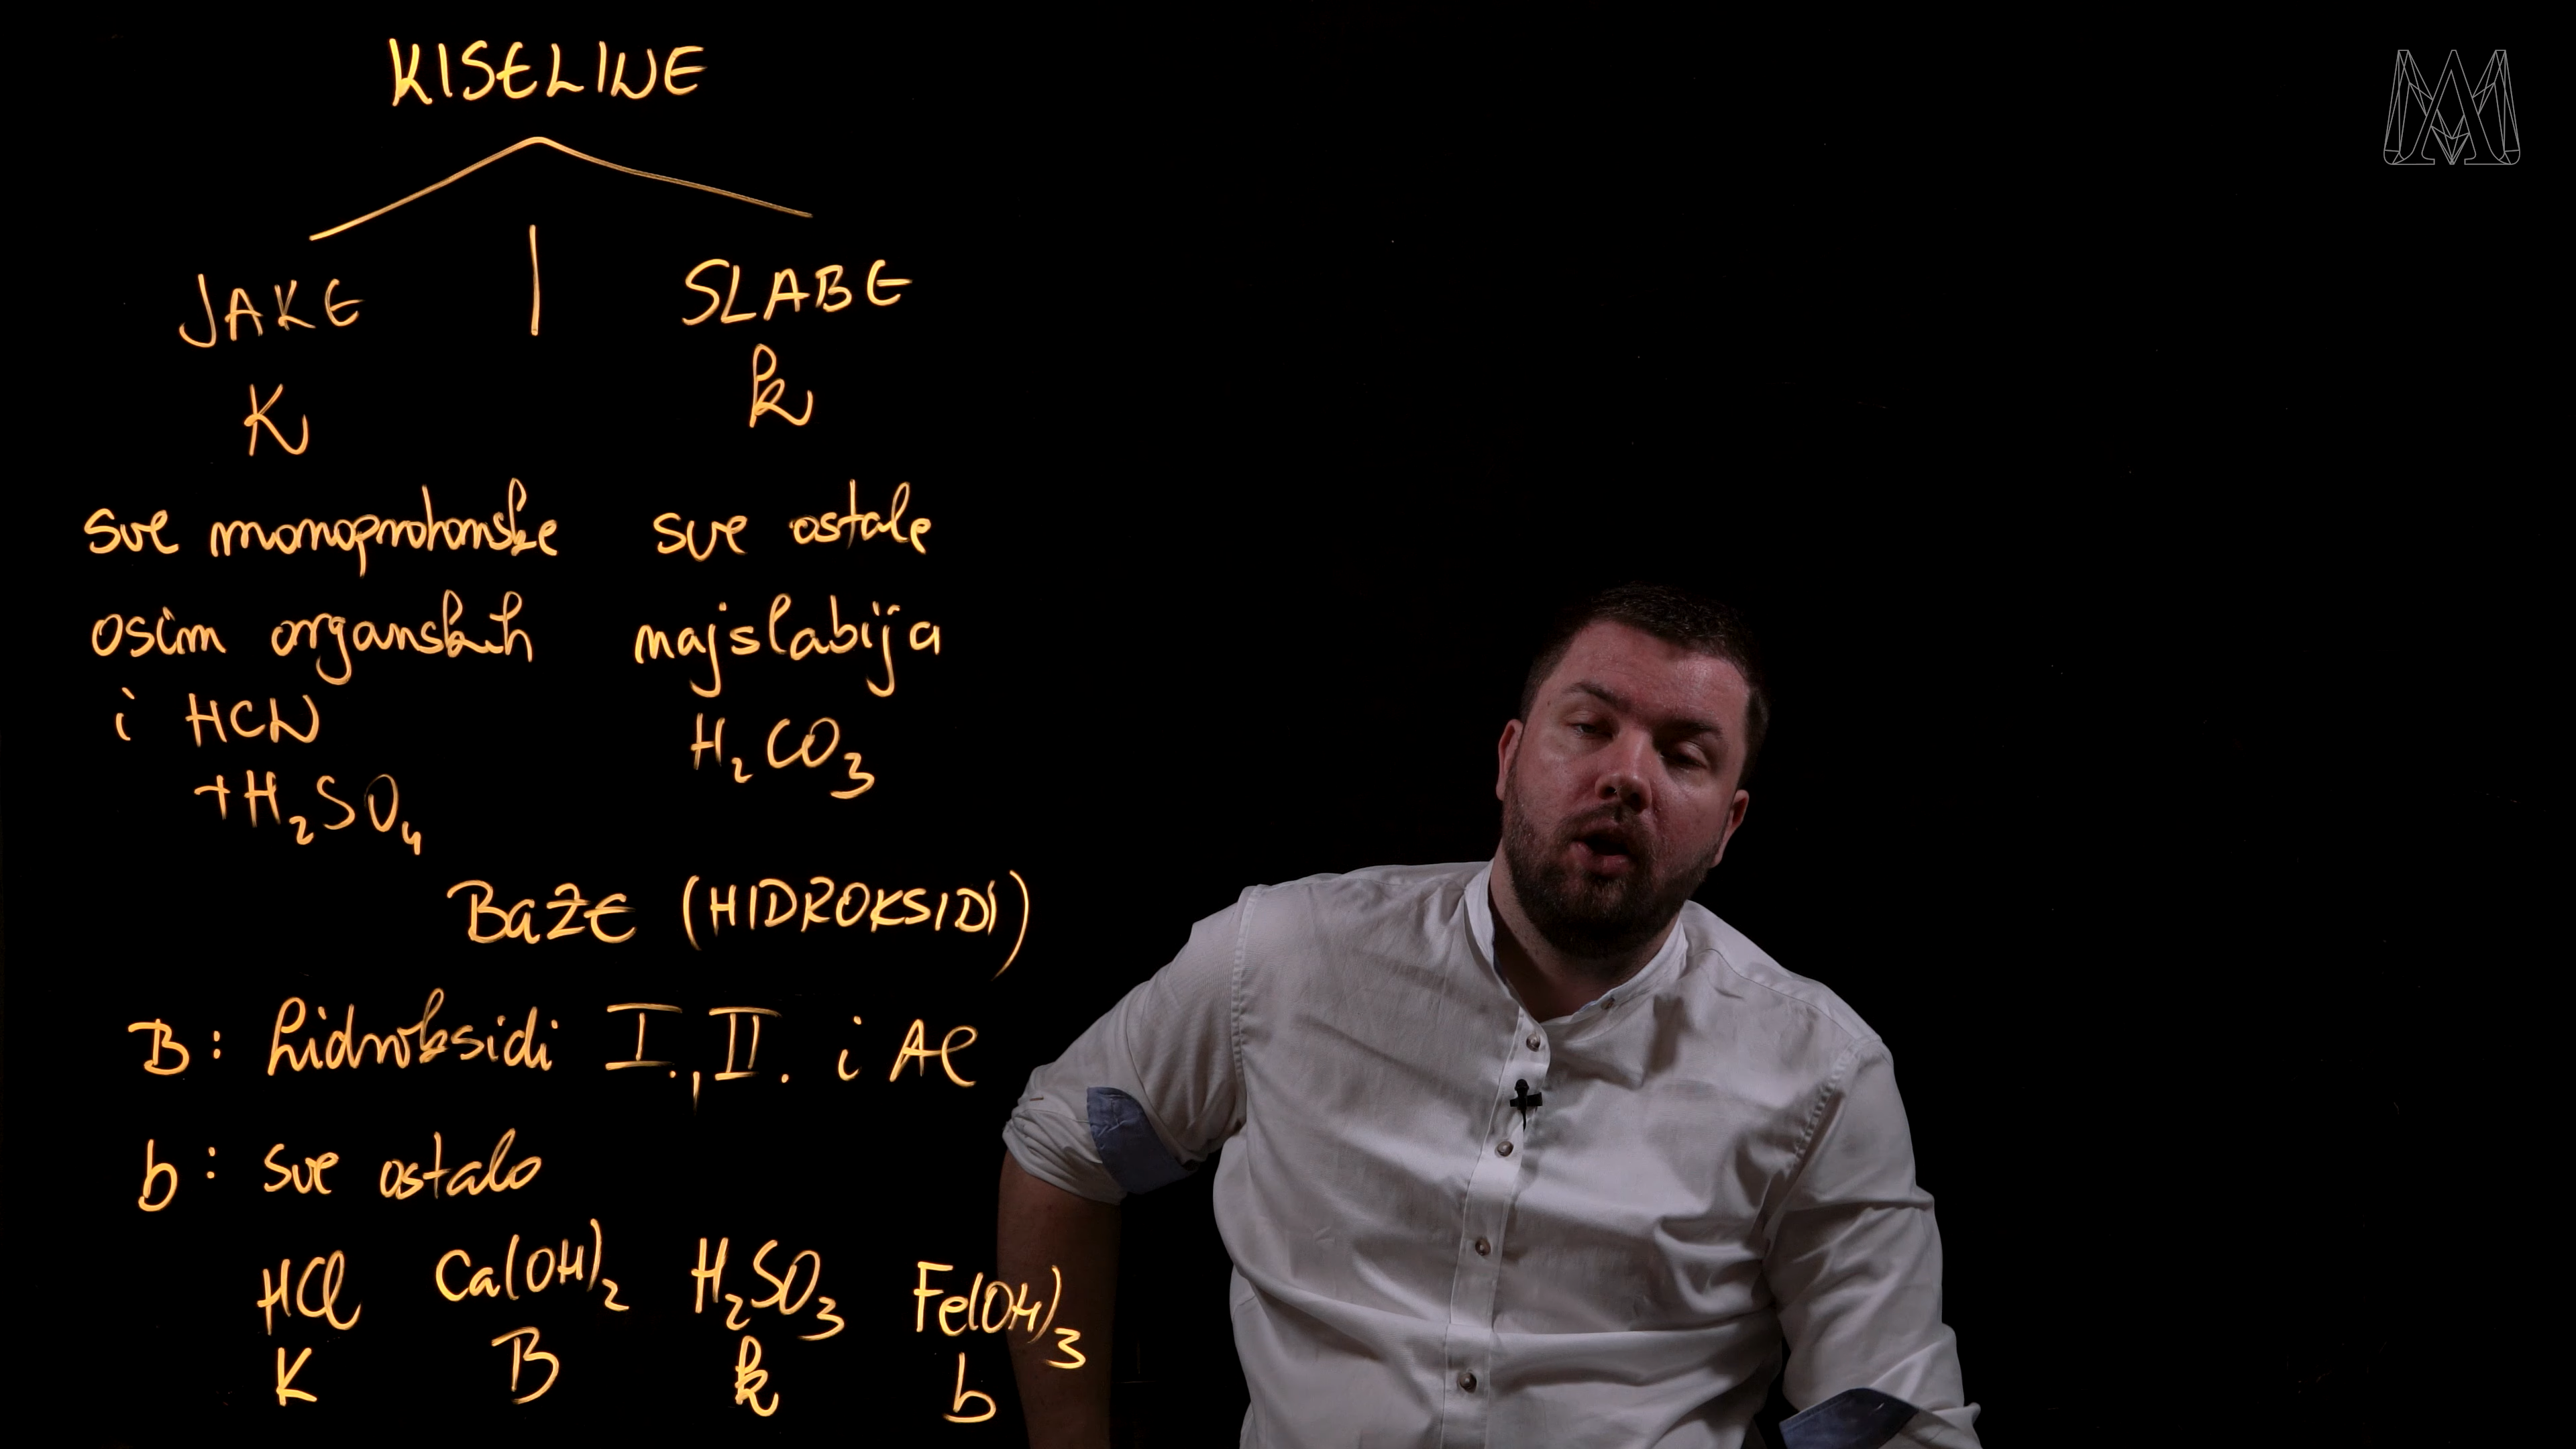 KISELINE
JAKE | SLABE
K k
sve monoprotonske
osim organskih
i HCN
+H₂SO₄
sve ostale
najslabija
H₂CO₃
BaZE (HIDROKSIDI)
B: hidroksidi I., II. i Al
b: sve ostalo
HCl Ca(OH)₂ H₂SO₃ Fe(OH)₃
K B k b